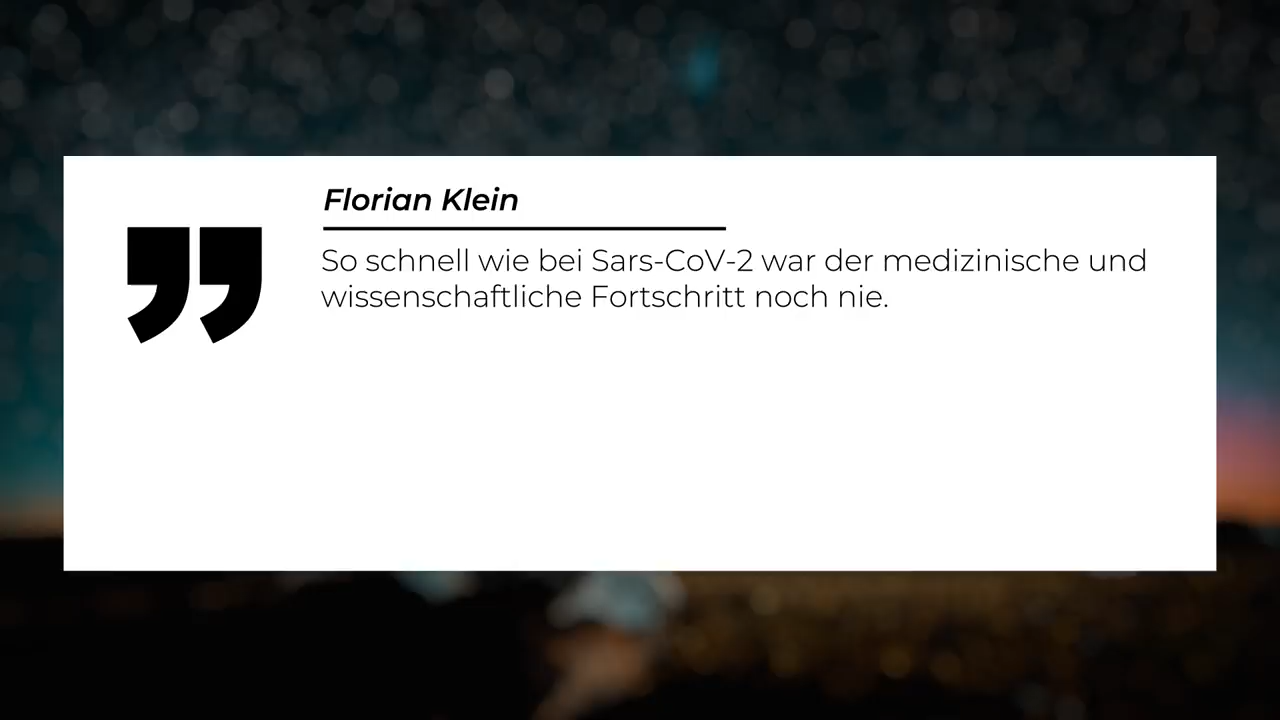 Florian Klein
So schnell wie bei Sars-CoV-2 war der medizinische und
wissenschaftliche Fortschritt noch nie.